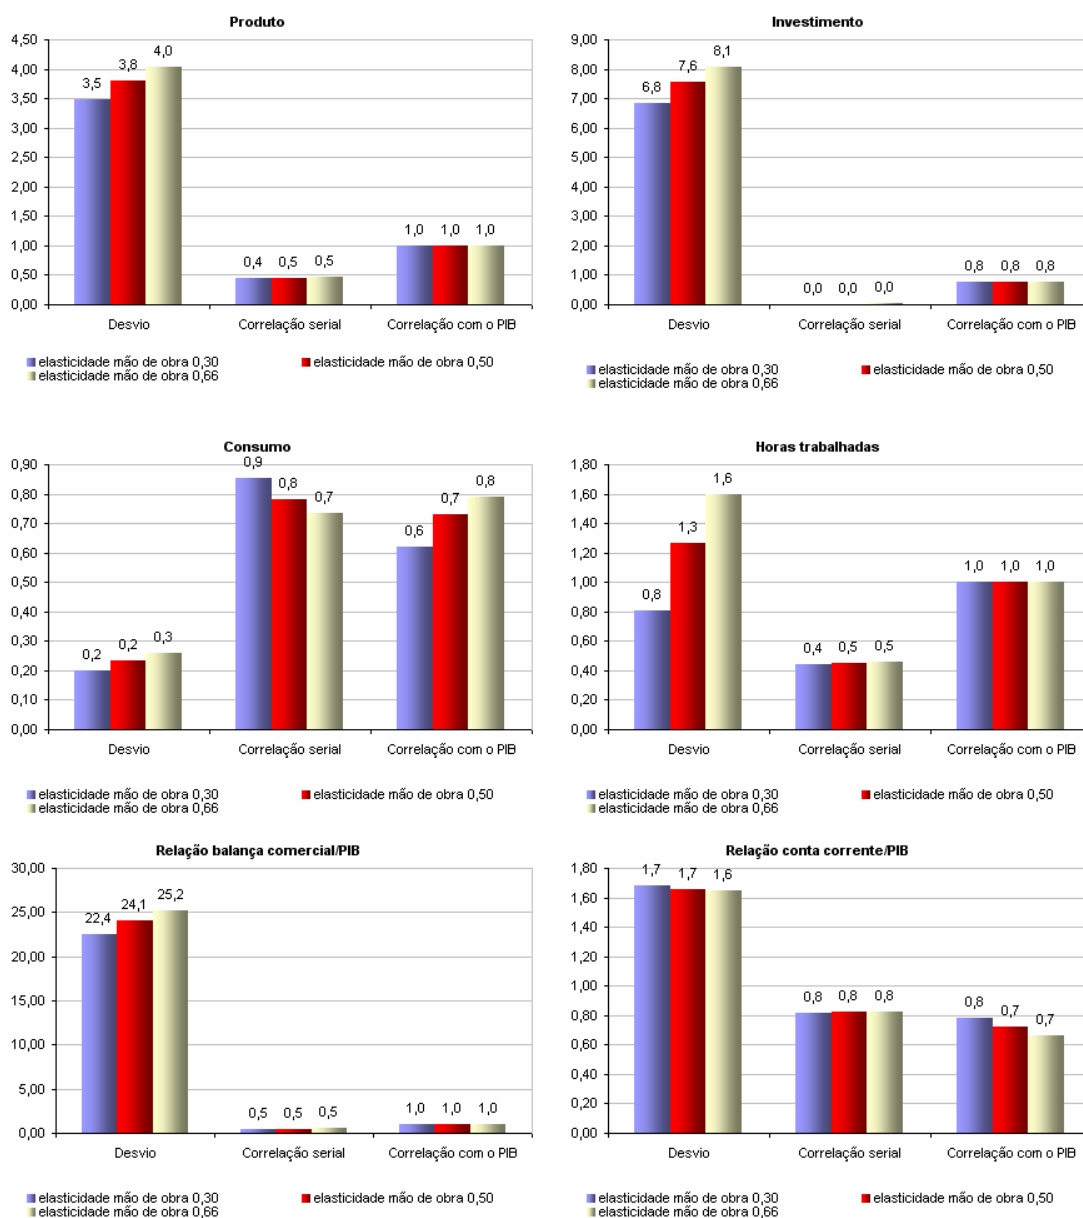 Produto
4,50
4,00
3,50
3,00
2,50
2,00
1,50
1,00
0,50
0,00
3,5 3,8 4,0
0,4 0,5 0,5
1,0 1,0 1,0
Desvio Correlação serial Correlação com o PIB
elasticidade mão de obra 0,30 elasticidade mão de obra 0,50
elasticidade mão de obra 0,66
Investimento
9,00
8,00
7,00
6,00
5,00
4,00
3,00
2,00
1,00
0,00
6,8 7,6 8,1
0,0 0,0 0,0
0,8 0,8 0,8
Desvio Correlação serial Correlação com o PIB
elasticidade mão de obra 0,30 elasticidade mão de obra 0,50
elasticidade mão de obra 0,66
Consumo
0,90
0,80
0,70
0,60
0,50
0,40
0,30
0,20
0,10
0,00
0,2 0,2 0,3
0,9 0,8 0,7
0,6 0,7 0,8
Desvio Correlação serial Correlação com o PIB
elasticidade mão de obra 0,30 elasticidade mão de obra 0,50
elasticidade mão de obra 0,66
Horas trabalhadas
1,80
1,60
1,40
1,20
1,00
0,80
0,60
0,40
0,20
0,00
0,8 1,3 1,6
0,4 0,5 0,5
1,0 1,0 1,0
Desvio Correlação serial Correlação com o PIB
elasticidade mão de obra 0,30 elasticidade mão de obra 0,50
elasticidade mão de obra 0,66
Relação balança comercial/PIB
30,00
25,00
20,00
15,00
10,00
5,00
0,00
22,4 24,1 25,2
0,5 0,5 0,5
1,0 1,0 1,0
Desvio Correlação serial Correlação com o PIB
elasticidade mão de obra 0,30 elasticidade mão de obra 0,50
elasticidade mão de obra 0,66
Relação conta corrente/PIB
1,80
1,60
1,40
1,20
1,00
0,80
0,60
0,40
0,20
0,00
1,7 1,7 1,6
0,8 0,8 0,8
0,8 0,7 0,7
Desvio Correlação serial Correlação com o PIB
elasticidade mão de obra 0,30 elasticidade mão de obra 0,50
elasticidade mão de obra 0,66